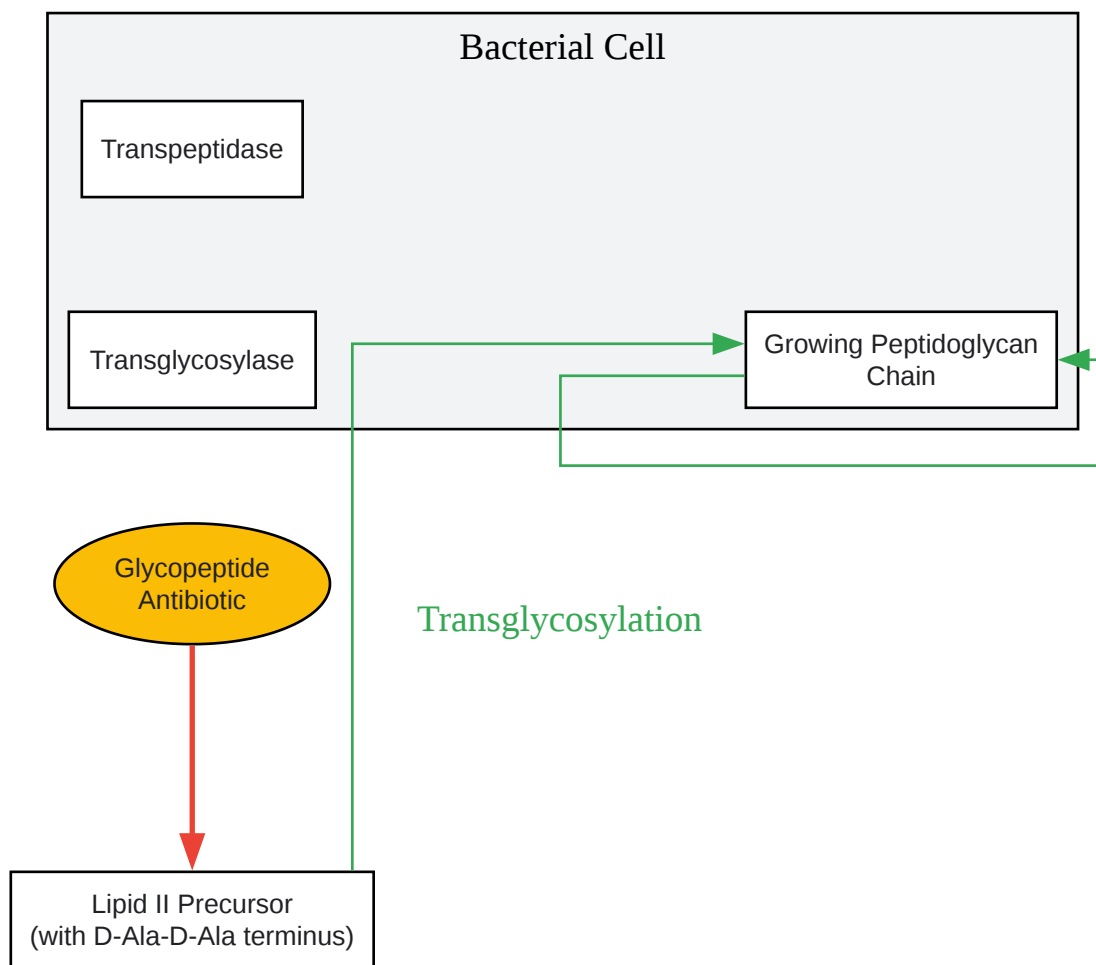 Bacterial Cell
Transpeptidase
Transglycosylase
Growing Peptidoglycan
Chain
Glycopeptide
Antibiotic
Transglycosylation
Lipid II Precursor
(with D-Ala-D-Ala terminus)